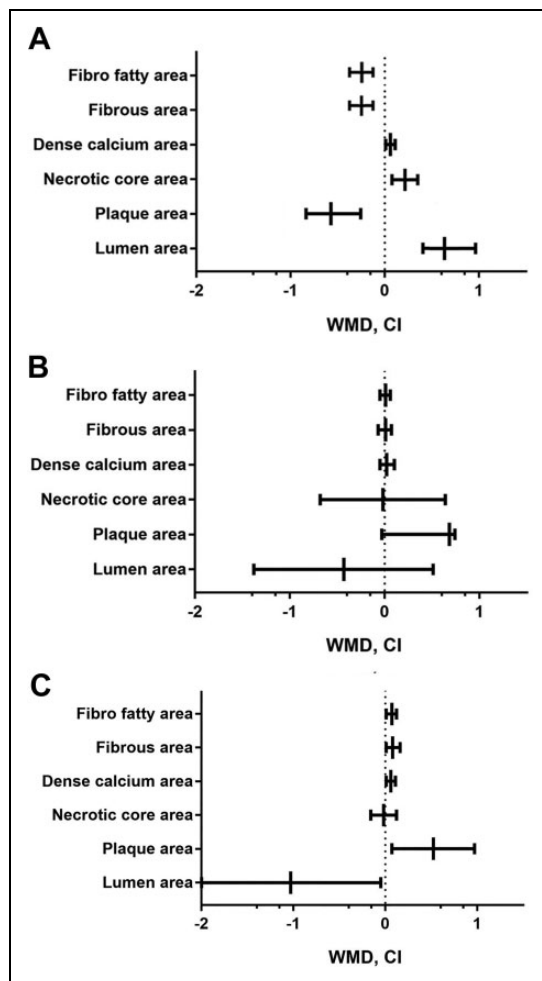 A
Fibro fatty area
Fibrous area
Dense calcium area
Necrotic core area
Plaque area
Lumen area
-2 -1 0 1
WMD, CI
B
Fibro fatty area
Fibrous area
Dense calcium area
Necrotic core area
Plaque area
Lumen area
-2 -1 0 1
WMD, CI
C
Fibro fatty area
Fibrous area
Dense calcium area
Necrotic core area
Plaque area
Lumen area
-2 -1 0 1
WMD, CI